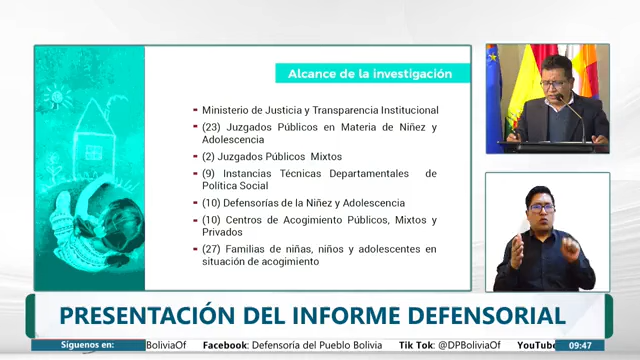 Alcance de la investigación
- Ministerio de Justicia y Transparencia Institucional
- (23) Juzgados Públicos en Materia de Niñez y
Adolescencia
- (2) Juzgados Públicos Mixtos
- (9) Instancias Técnicas Departamentales de
Política Social
- (10) Defensorías de la Niñez y Adolescencia
- (10) Centros de Acogimiento Públicos, Mixtos y
Privados
- (27) Familias de niñas, niños y adolescentes en
situación de acogimiento
PRESENTACIÓN DEL INFORME DEFENSORIAL
Síguenos en: BoliviaOf Facebook: Defensoría del Pueblo Bolivia Tik Tok: @DPBoliviaOf YouTube 09:47